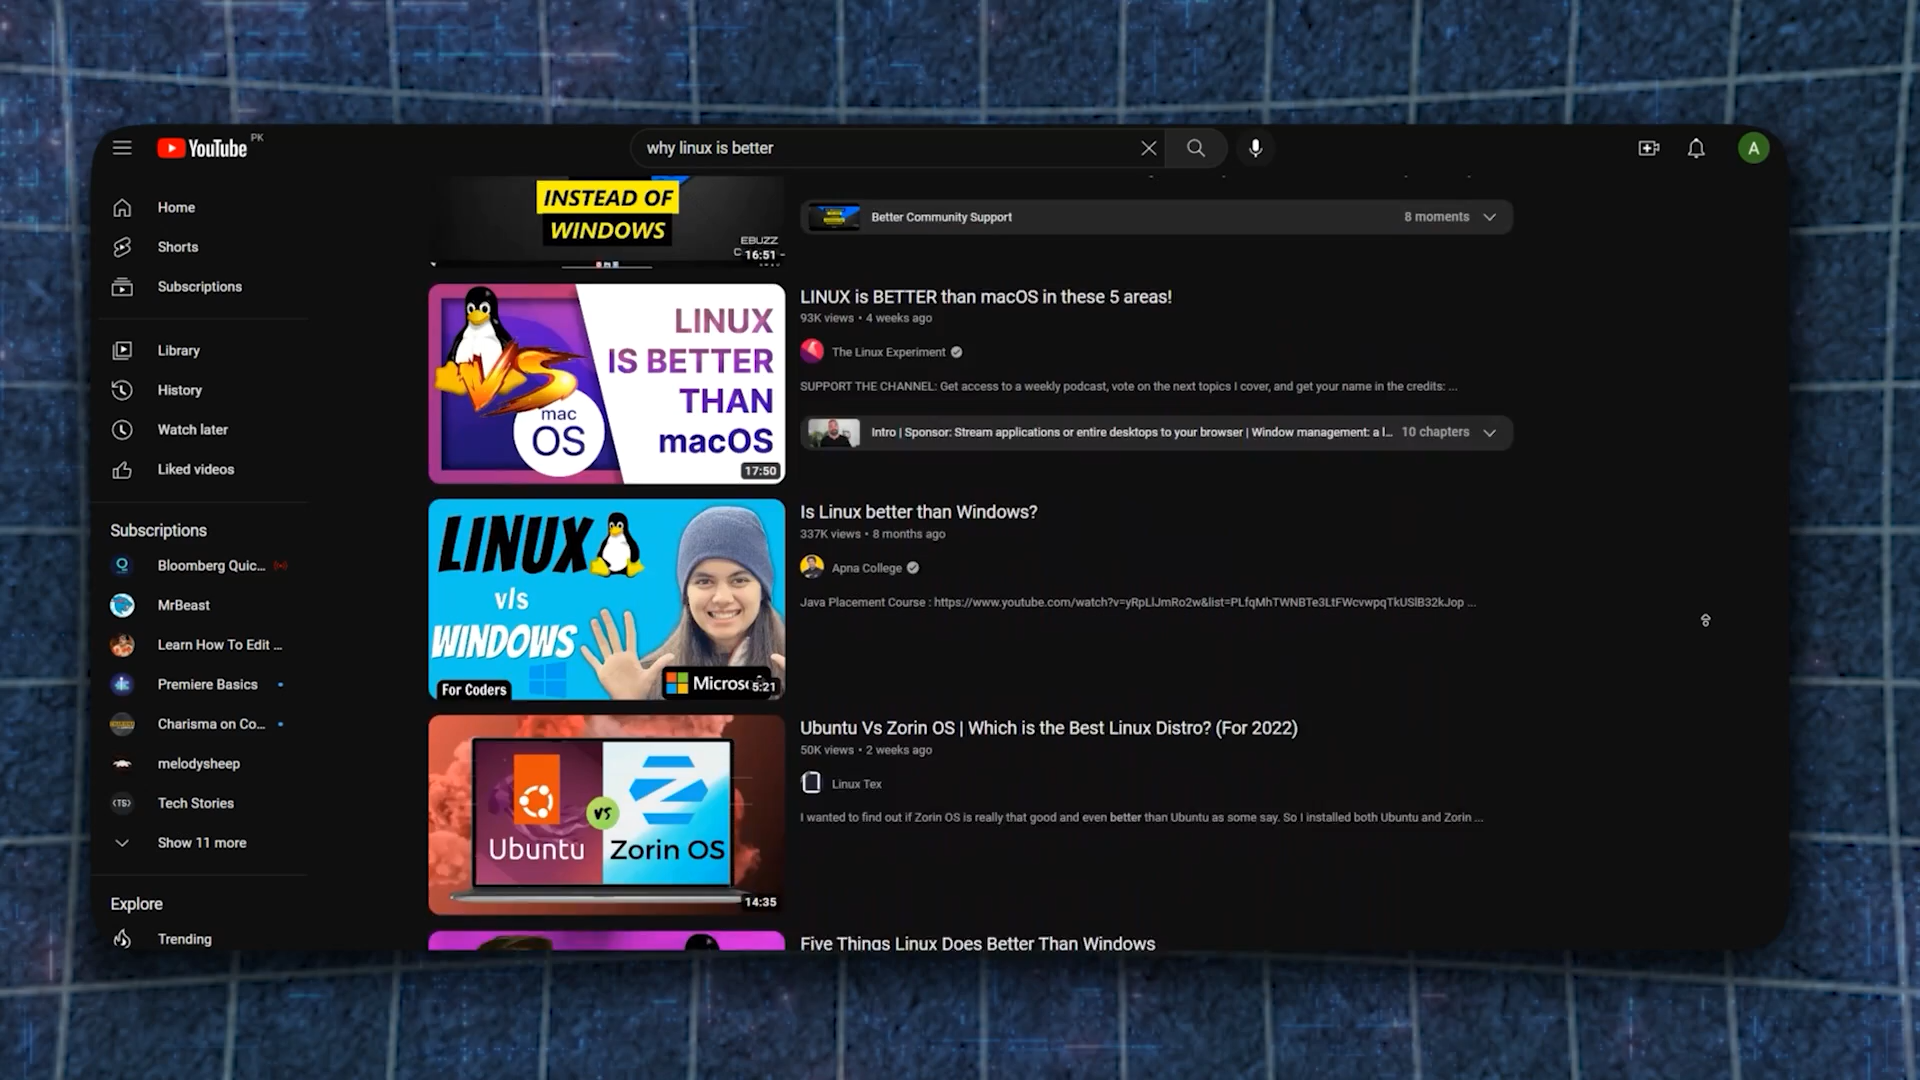 YouTube PK
why linux is better
A
Home
Shorts
Subscriptions
Library
History
Watch later
Liked videos
Subscriptions
Bloomberg Quic...
MrBeast
Learn How To Edit ...
Premiere Basics
Charisma on Co...
melodysheep
Tech Stories
Show 11 more
Explore
Trending
INSTEAD OF
WINDOWS
EBUZZ
16:51
Better Community Support
8 moments
LINUX
IS BETTER
THAN
macOS
VS
mac
OS
17:50
LINUX is BETTER than macOS in these 5 areas!
93K views • 4 weeks ago
The Linux Experiment
SUPPORT THE CHANNEL: Get access to a weekly podcast, vote on the next topics I cover, and get your name in the credits: ...
Intro | Sponsor: Stream applications or entire desktops to your browser | Window management: a l...
10 chapters
LINUX
v/s
WINDOWS
For Coders
Micros
5:21
Is Linux better than Windows?
337K views • 8 months ago
Apna College
Java Placement Course : https://www.youtube.com/watch?v=yRpLlJmRo2w&list=PLfqMhTWNBTe3LtFWcvwpqTkUSlB32kJop ...
Ubuntu
VS
Zorin OS
14:35
Ubuntu Vs Zorin OS | Which is the Best Linux Distro? (For 2022)
50K views • 2 weeks ago
Linux Tex
I wanted to find out if Zorin OS is really that good and even better than Ubuntu as some say. So I installed both Ubuntu and Zorin ...
Five Things Linux Does Better Than Windows